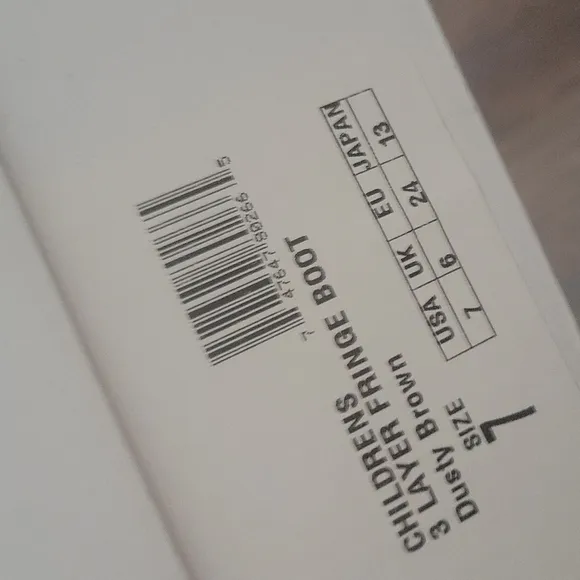 CHILDRENS
3 LAYER FRINGE BOOT
Dusty Brown
SIZE
7
USA UK EU JAPAN
7 6 24 13
7 47647 80266 5